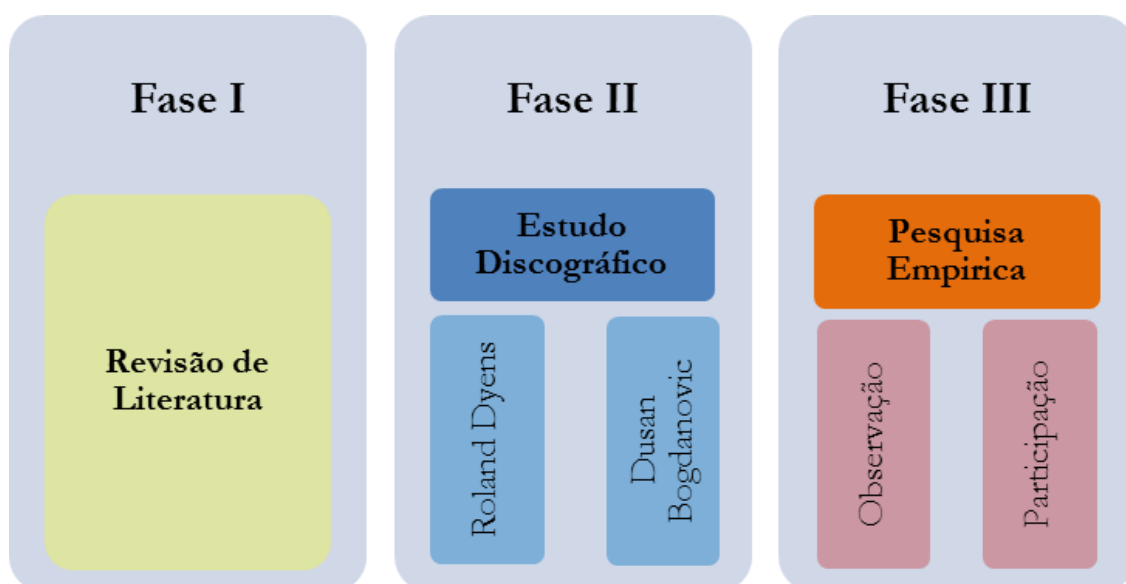 Fase I
Revisão de
Literatura
Fase II
Estudo
Discográfico
Roland Dyens
Dusan
Bogdanovic
Fase III
Pesquisa
Empirica
Observação
Participação